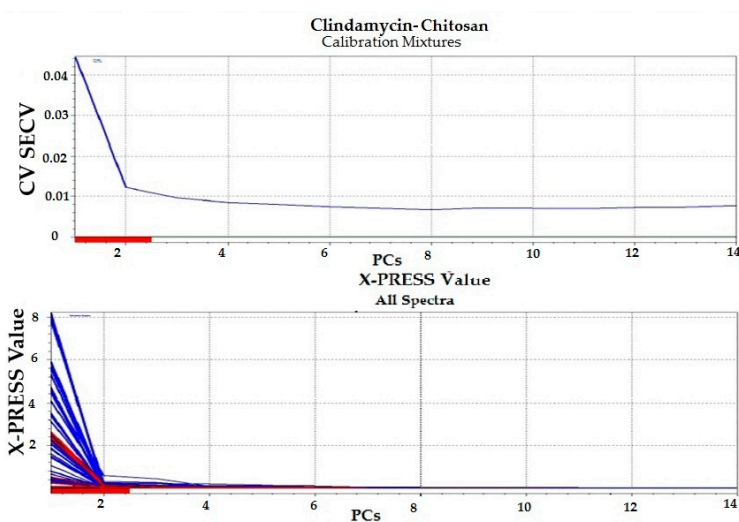 Clindamycin-Chitosan
Calibration Mixtures
CV SECV
0.04
0.03
0.02
0.01
0
2
4
6
8
10
12
14
PCs
X-PRESS Value
All Spectra
X-PRESS Value
8
6
4
2
2
4
6
8
10
12
14
PCs